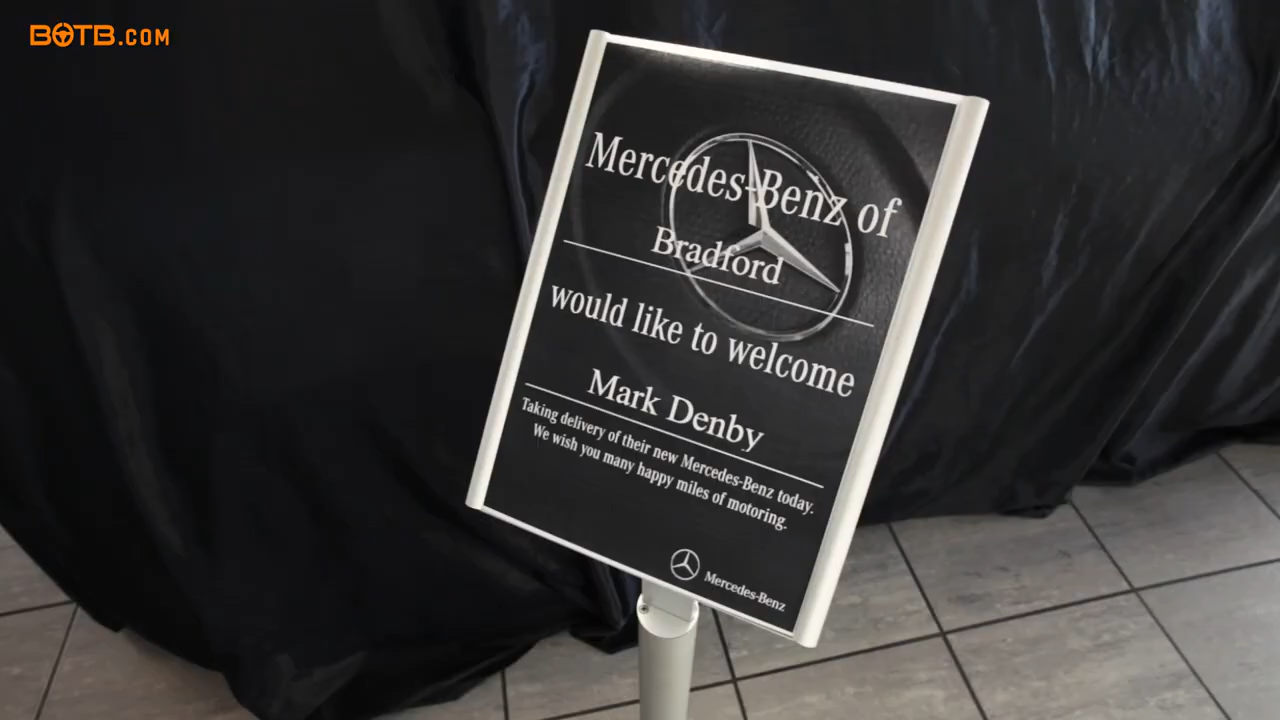 BOTB.COM
Mercedes-Benz of
Bradford
would like to welcome
Mark Denby
Taking delivery of their new Mercedes-Benz today.
We wish you many happy miles of motoring.
Mercedes-Benz